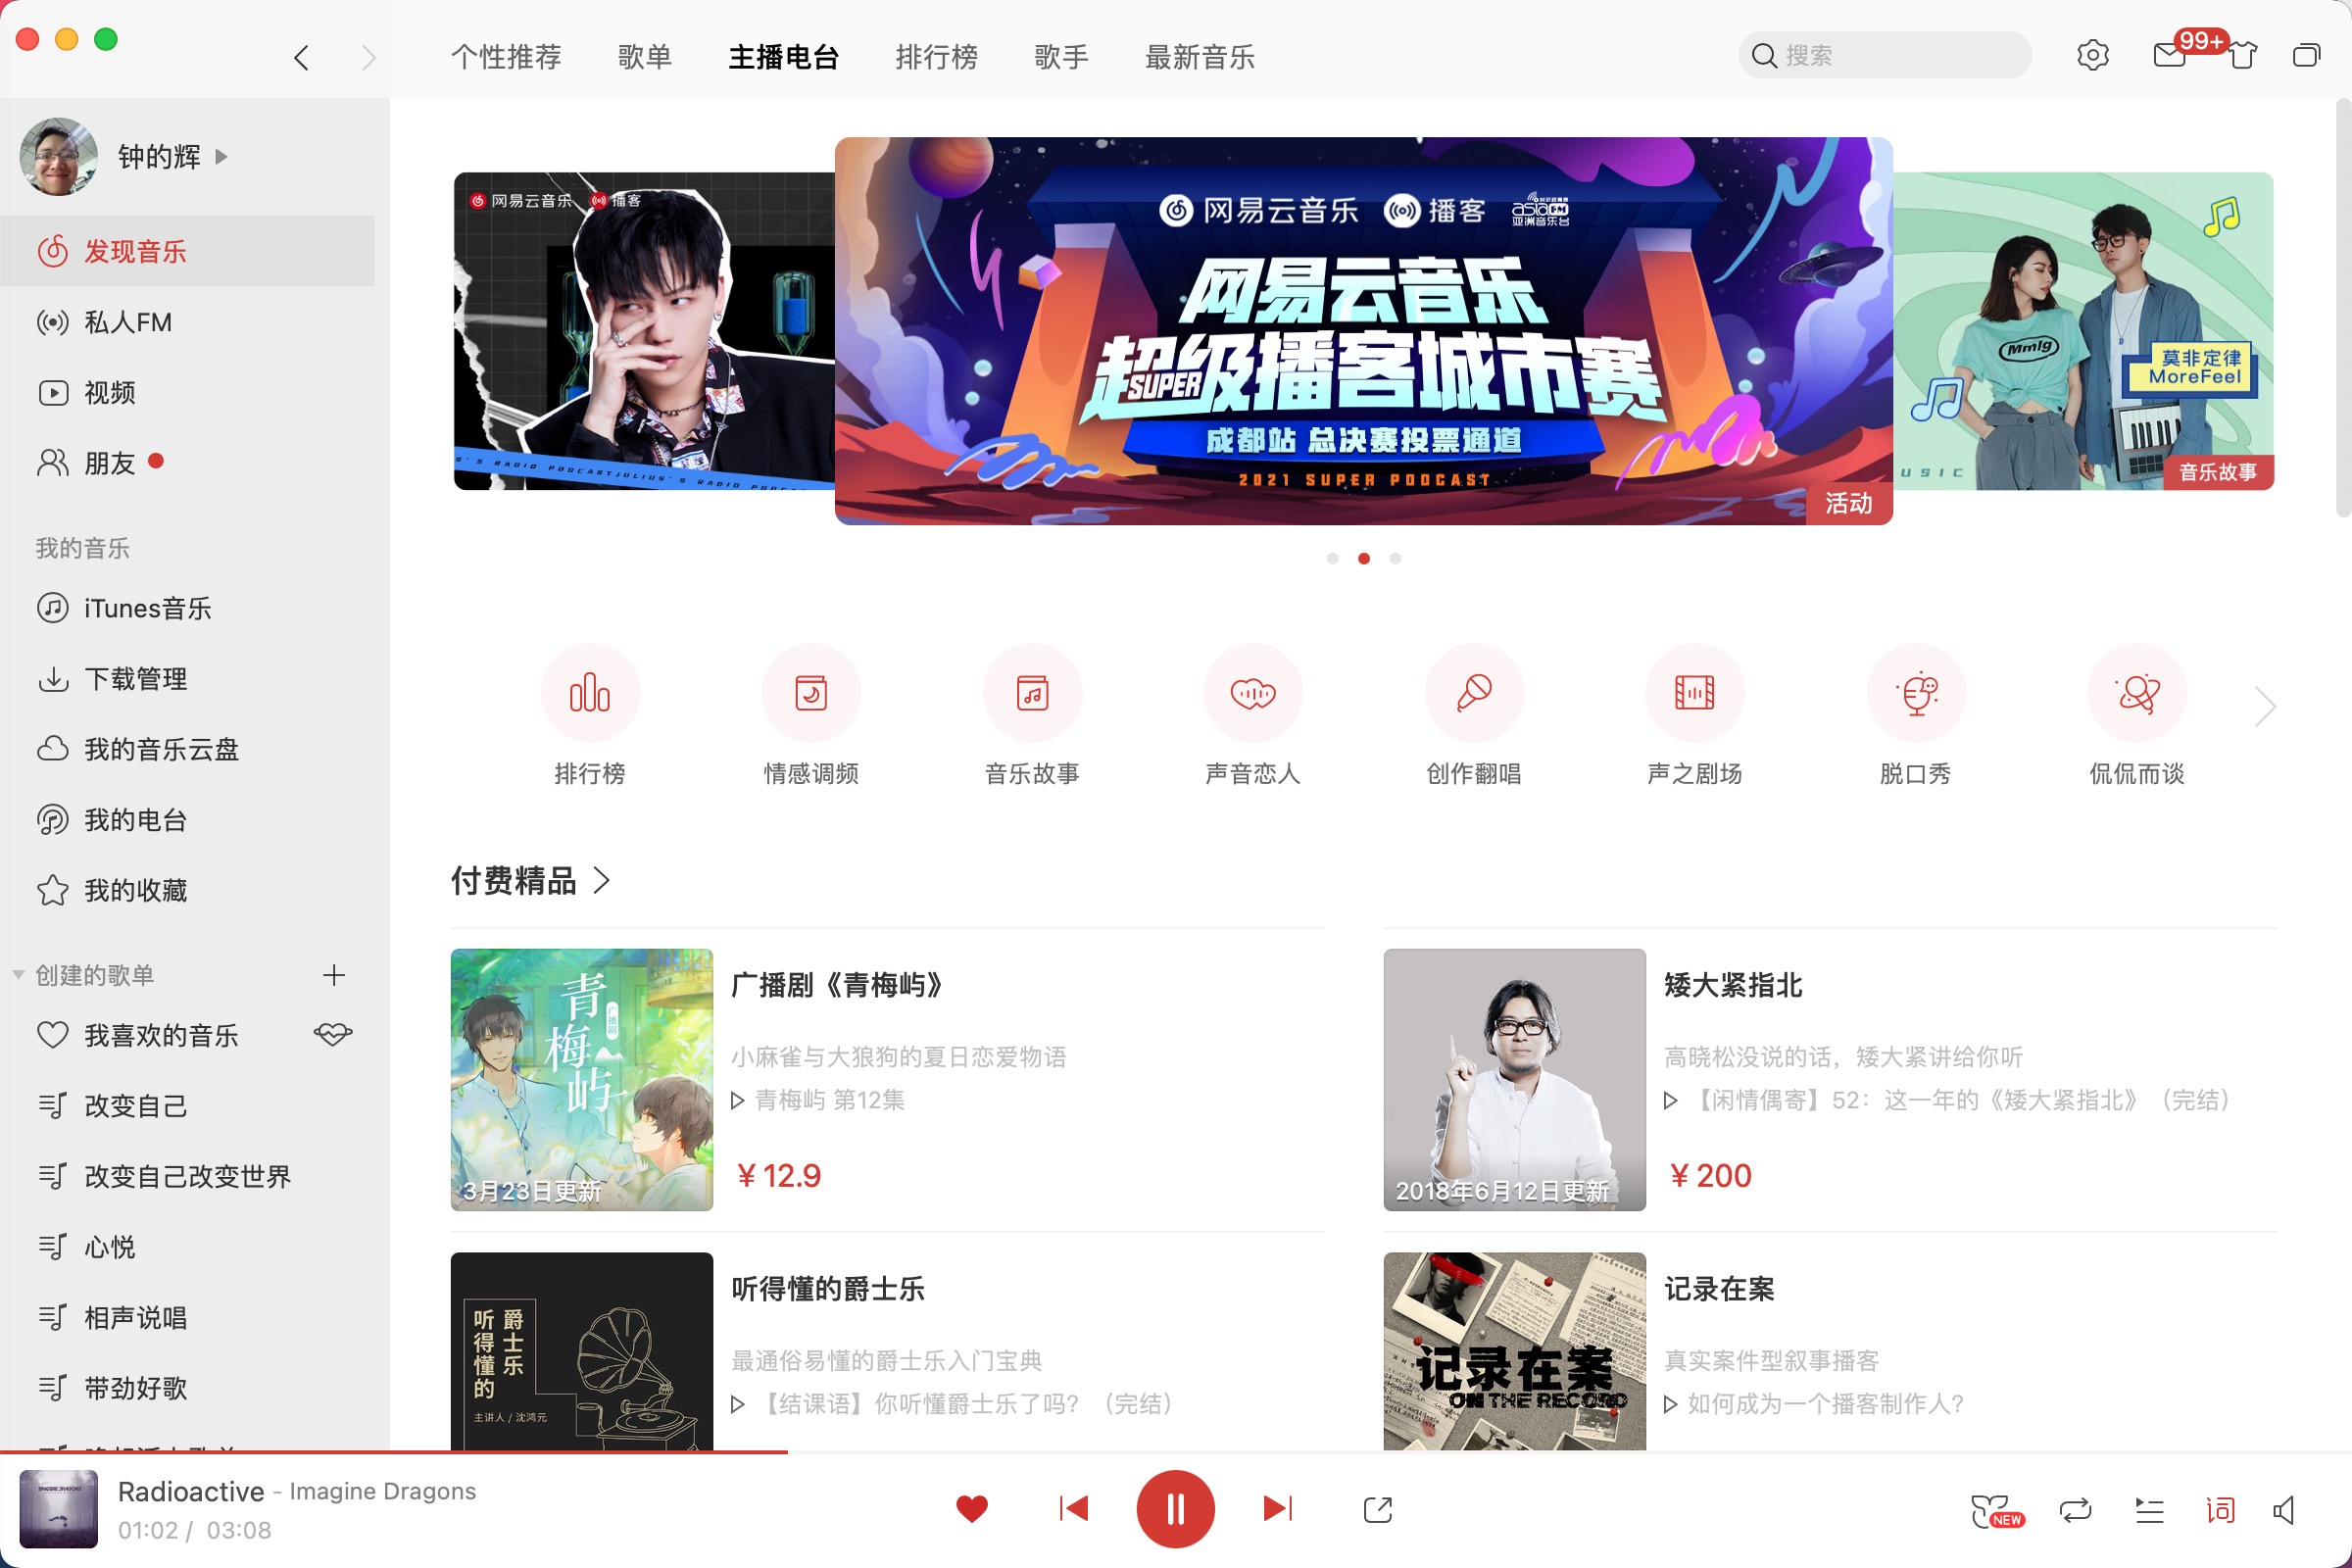 个性推荐 歌单 主播电台 排行榜 歌手 最新音乐
搜索
99+
钟的辉
发现音乐
私人FM
视频
朋友
我的音乐
iTunes音乐
下载管理
我的音乐云盘
我的电台
我的收藏
创建的歌单
我喜欢的音乐
改变自己
改变自己改变世界
心悦
相声说唱
带劲好歌
网易云音乐 播客
S'S RADIO PODCASTJULIUS'S RADIO PODC
网易云音乐 播客 asiaFM 亚洲音乐台
网易云音乐
超级播客城市赛
SUPER
成都站 总决赛投票通道
2021 SUPER PODCAST
活动
Mmlg
莫非定律
MoreFeel
USIC
音乐故事
排行榜 情感调频 音乐故事 声音恋人 创作翻唱 声之剧场 脱口秀 侃侃而谈
付费精品
青梅屿
广播剧
3月23日更新
广播剧《青梅屿》
小麻雀与大狼狗的夏日恋爱物语
青梅屿 第12集
¥ 12.9
2018年6月12日更新
矮大紧指北
高晓松没说的话，矮大紧讲给你听
【闲情偶寄】52：这一年的《矮大紧指北》（完结）
¥ 200
听得懂的
爵士乐
主讲人 / 沈鸿元
听得懂的爵士乐
最通俗易懂的爵士乐入门宝典
【结课语】你听懂爵士乐了吗？（完结）
记录在案
ON THE RECORD
记录在案
真实案件型叙事播客
如何成为一个播客制作人？
Radioactive - Imagine Dragons
01:02 / 03:08
NEW
词